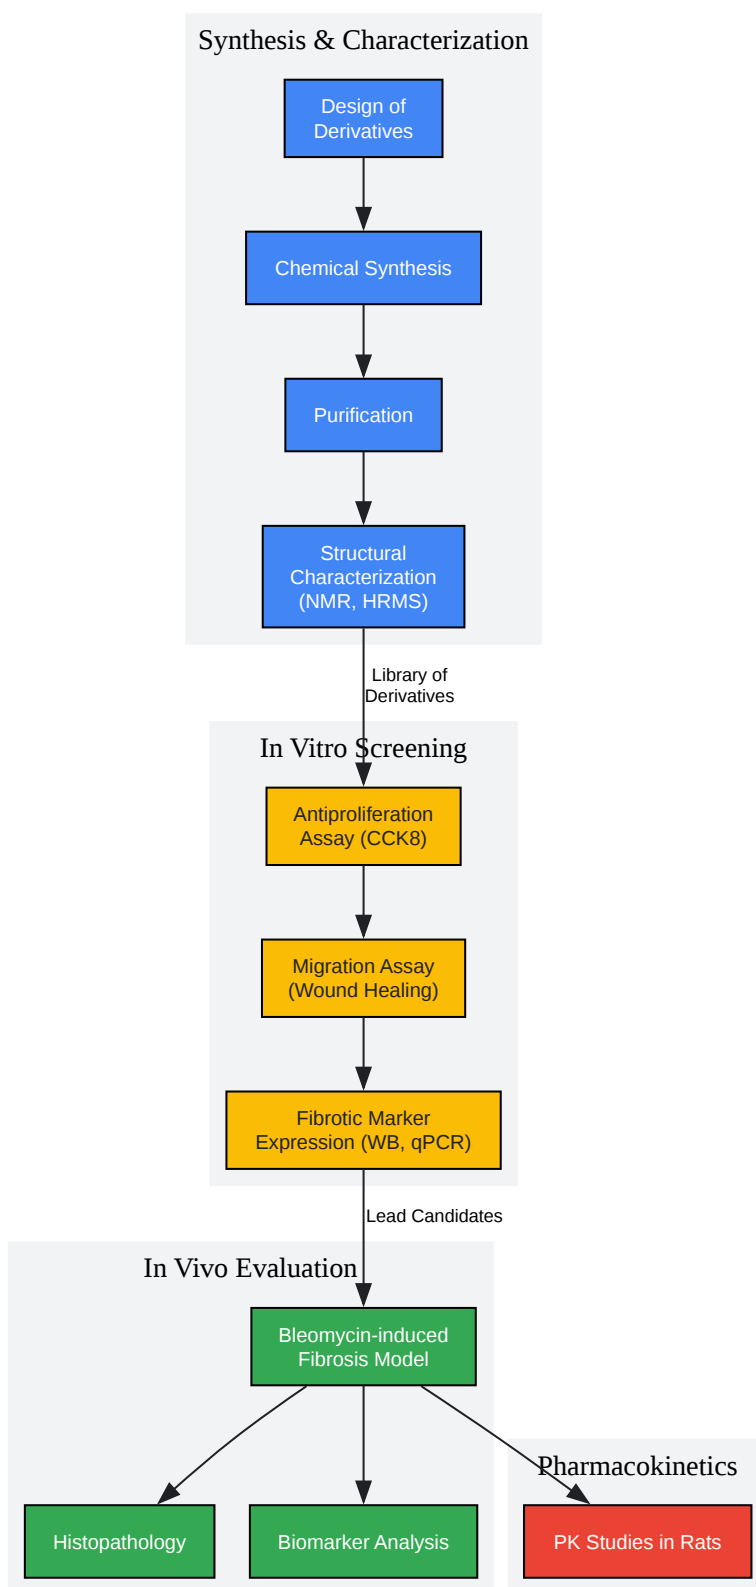 Synthesis & Characterization
Design of
Derivatives
Chemical Synthesis
Purification
Structural
Characterization
(NMR, HRMS)
Library of
Derivatives
In Vitro Screening
Antiproliferation
Assay (CCK8)
Migration Assay
(Wound Healing)
Fibrotic Marker
Expression (WB, qPCR)
Lead Candidates
In Vivo Evaluation
Bleomycin-induced
Fibrosis Model
Pharmacokinetics
Histopathology
Biomarker Analysis
PK Studies in Rats